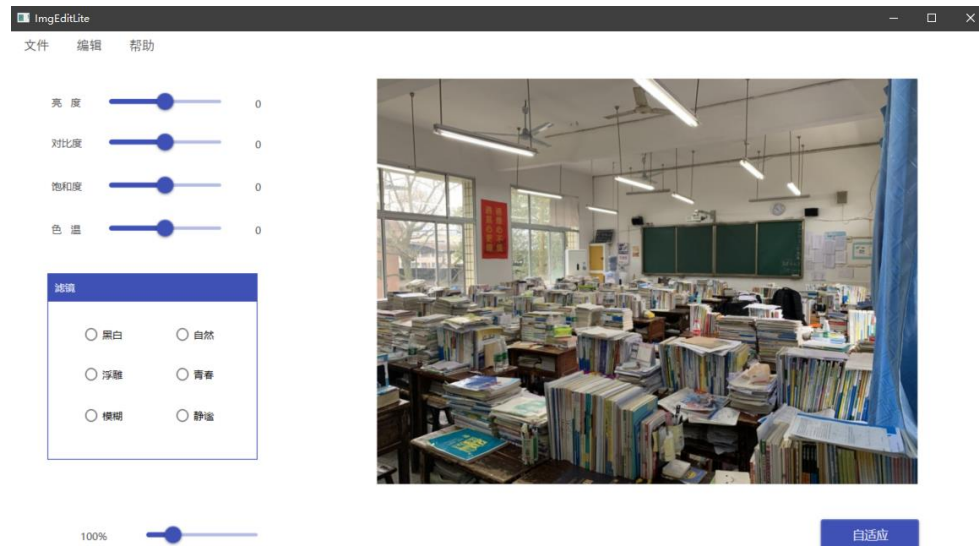 ImgEditLite
文件 编辑 帮助
亮 度 0
对比度 0
饱和度 0
色 温 0
滤镜
黑白 自然
浮雕 青春
模糊 静谧
100% 自适应